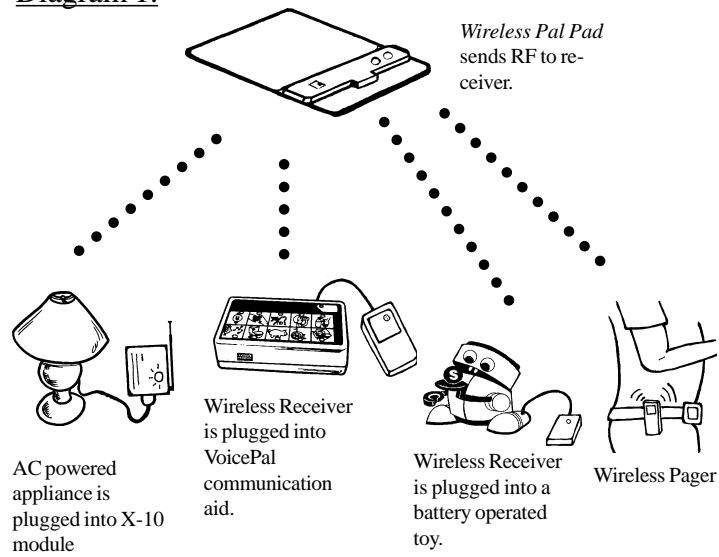 Diagram 1:
Wireless Pal Pad
sends RF to re-
ceiver.
AC powered
appliance is
plugged into X-10
module
Wireless Receiver
is plugged into
VoicePal
communication
aid.
Wireless Receiver
is plugged into a
battery operated
toy.
Wireless Pager
S